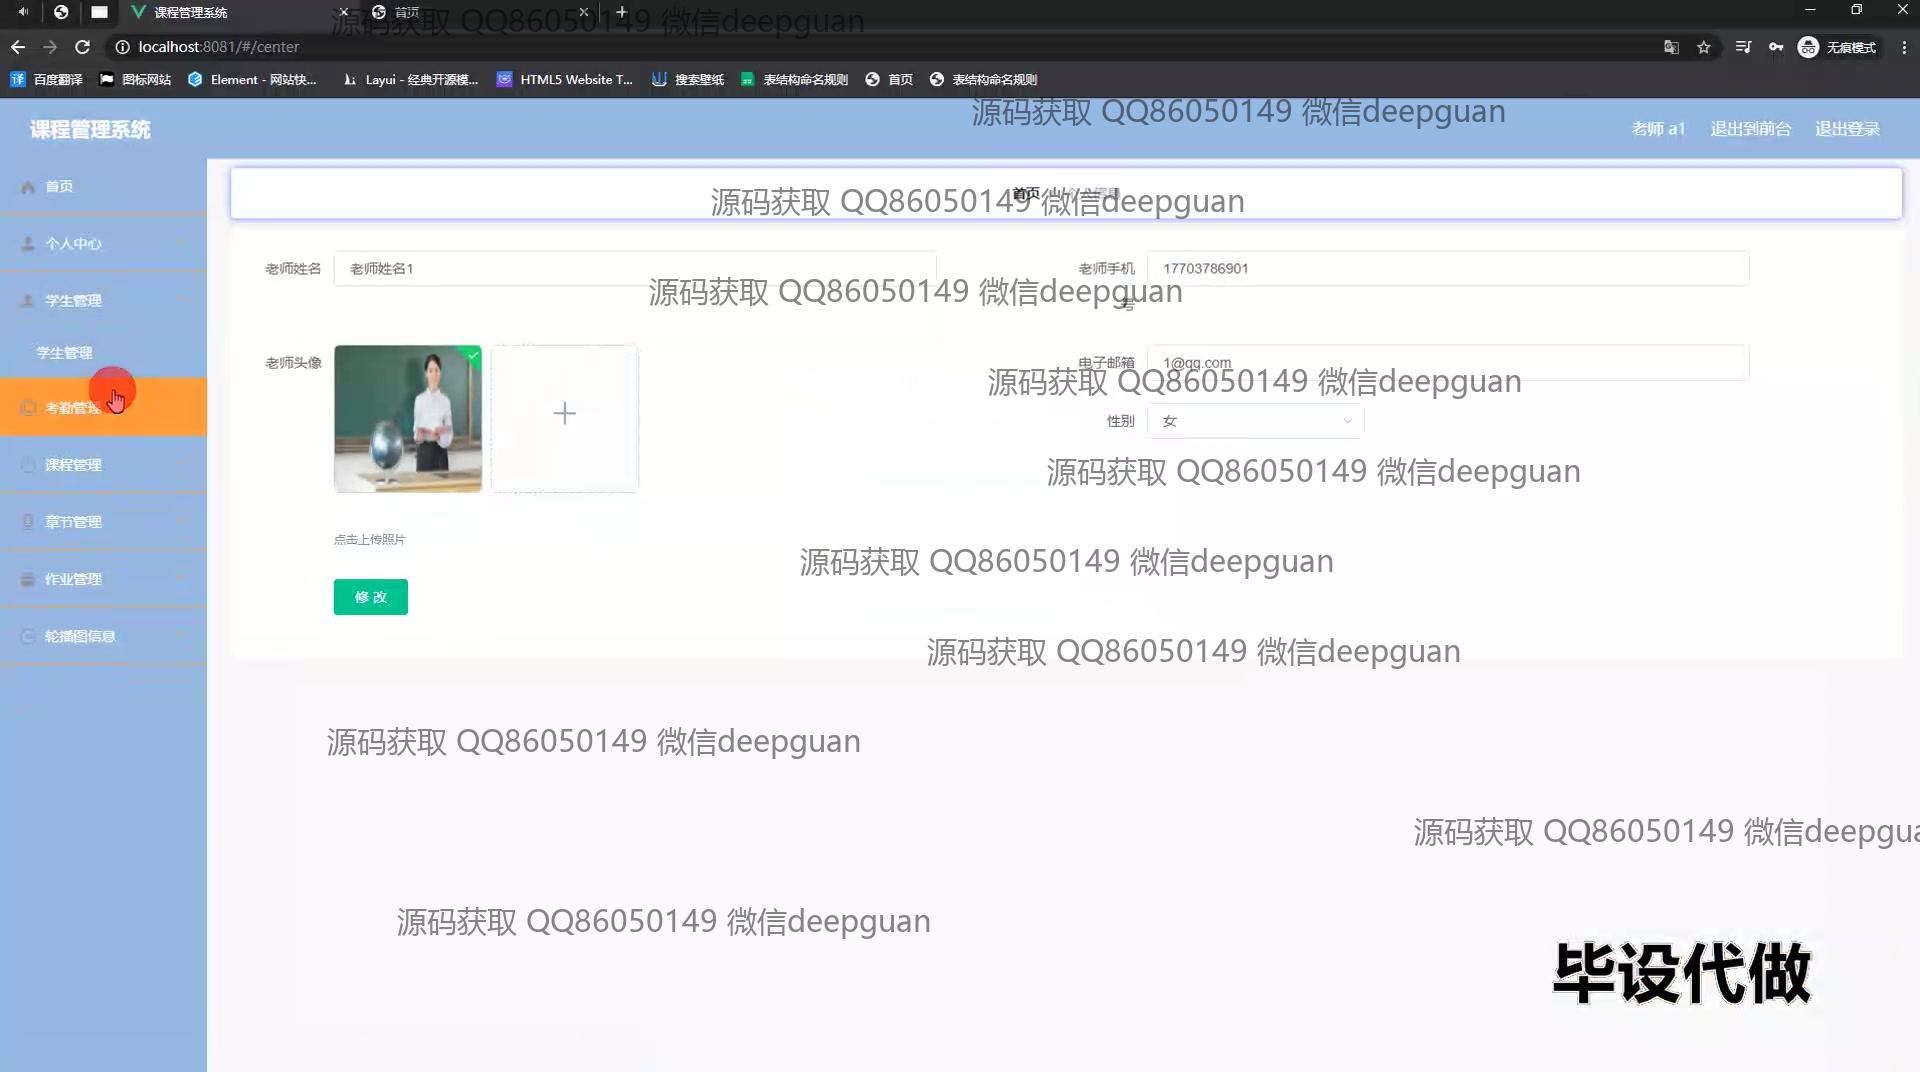 课程管理系统
首页
源码获取 QQ86050149 微信deepguan
localhost:8081/#/center
无痕模式
百度翻译
图标网站
Element - 网站快...
Layui - 经典开源模...
HTML5 Website T...
搜索壁纸
表结构命名规则
首页
表结构命名规则
源码获取 QQ86050149 微信deepguan
课程管理系统
老师 a1
退出到前台
退出登录
首页
个人信息
源码获取 QQ86050149 微信deepguan
首页
个人中心
学生管理
学生管理
考勤管理
课程管理
章节管理
作业管理
轮播图信息
老师姓名
老师姓名1
老师手机号
17703786901
源码获取 QQ86050149 微信deepguan
老师头像
电子邮箱
1@qq.com
源码获取 QQ86050149 微信deepguan
性别
女
源码获取 QQ86050149 微信deepguan
点击上传照片
源码获取 QQ86050149 微信deepguan
修改
源码获取 QQ86050149 微信deepguan
源码获取 QQ86050149 微信deepguan
源码获取 QQ86050149 微信deepgua
源码获取 QQ86050149 微信deepguan
毕设代做